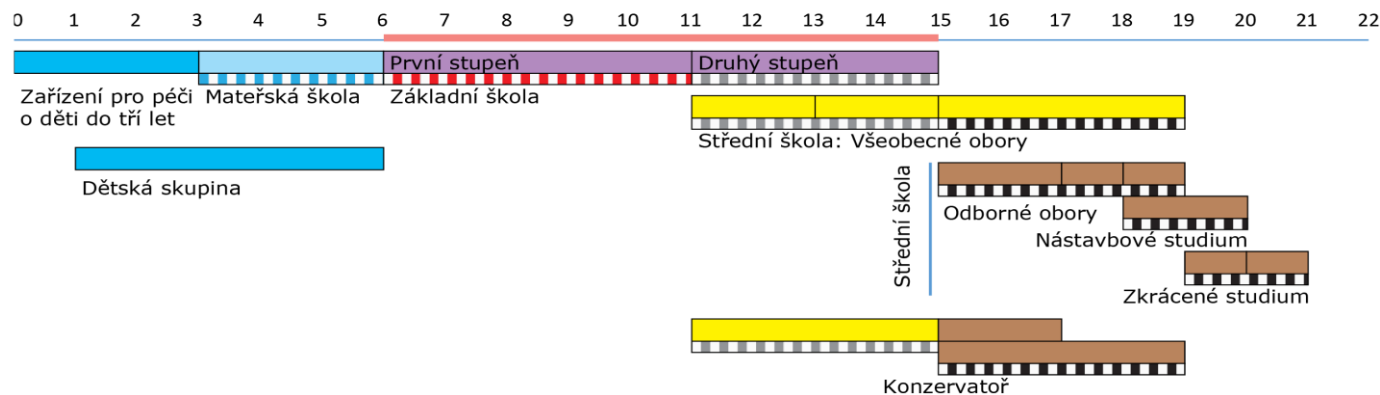 0 1 2 3 4 5 6 7 8 9 10 11 12 13 14 15 16 17 18 19 20 21 22
První stupeň Druhý stupeň
Zařízení pro péči
o děti do tří let
Mateřská škola
Základní škola
Střední škola: Všeobecné obory
Dětská skupina
Střední škola
Odborné obory
Nástavbové studium
Zkrácené studium
Konzervatoř